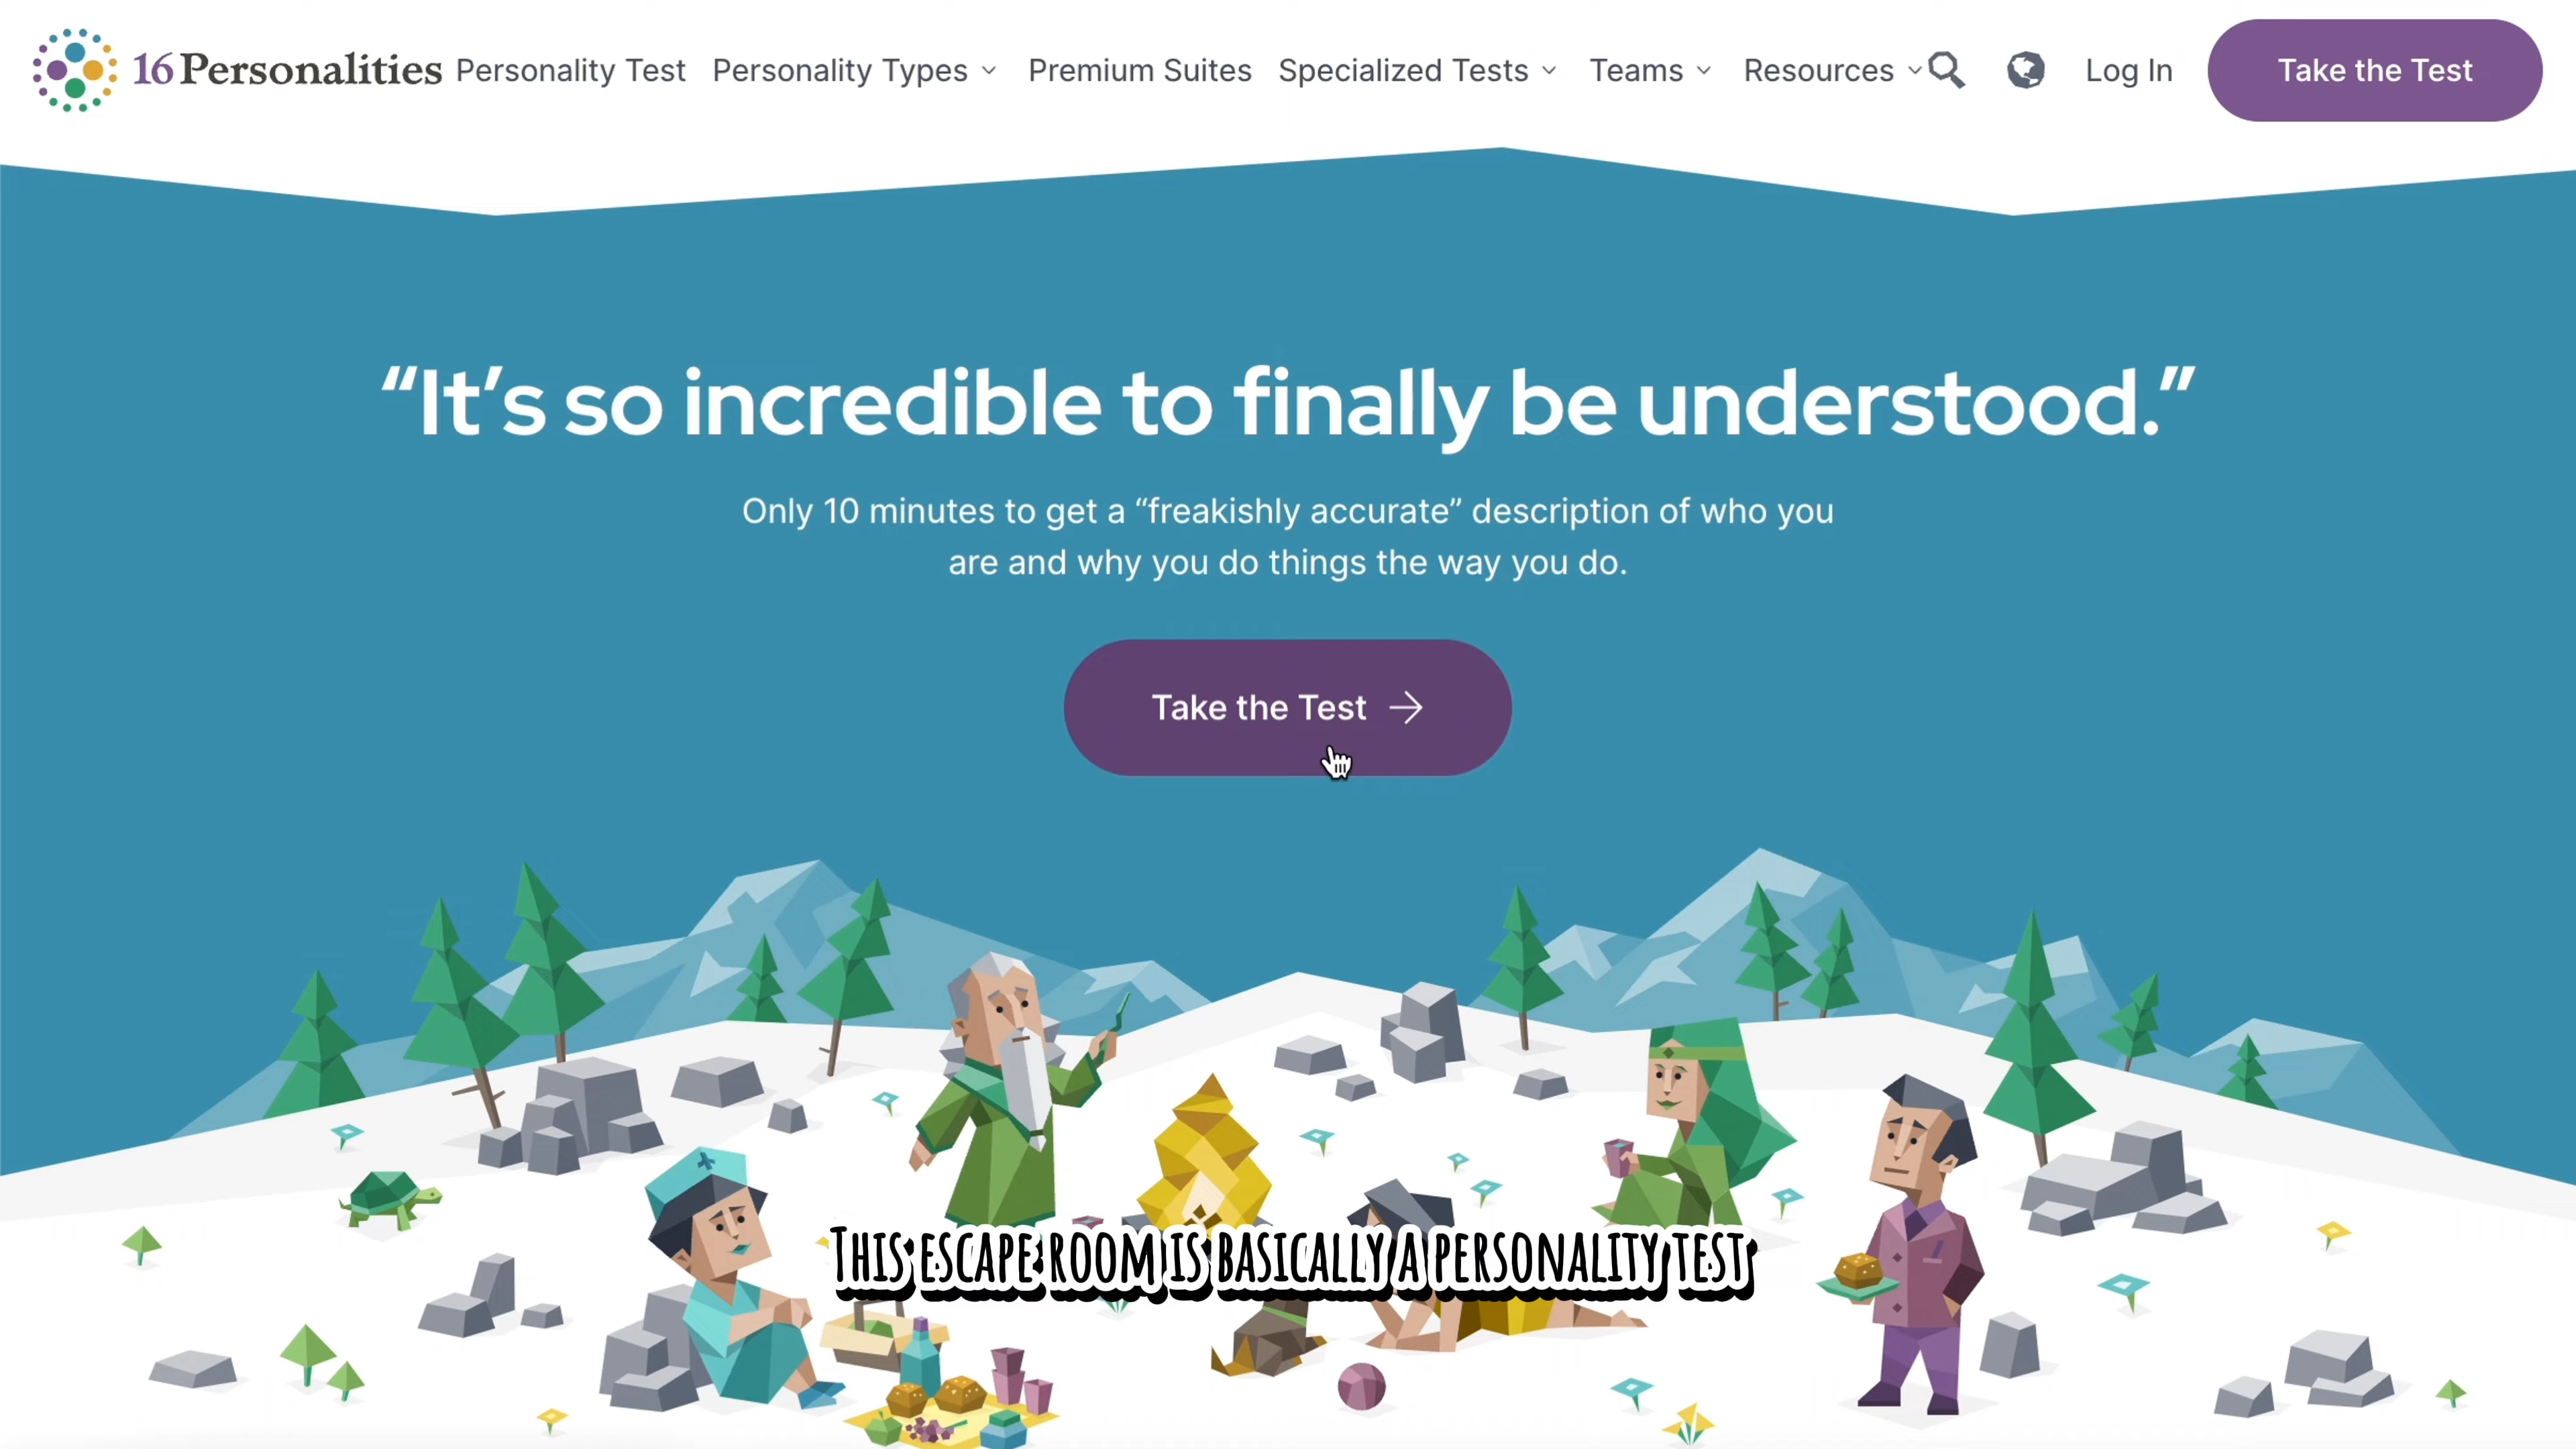 16Personalities Personality Test Personality Types Premium Suites Specialized Tests Teams Resources Log In Take the Test
“It’s so incredible to finally be understood.”
Only 10 minutes to get a “freakishly accurate” description of who you
are and why you do things the way you do.
Take the Test →
This escape room is basically a personality test